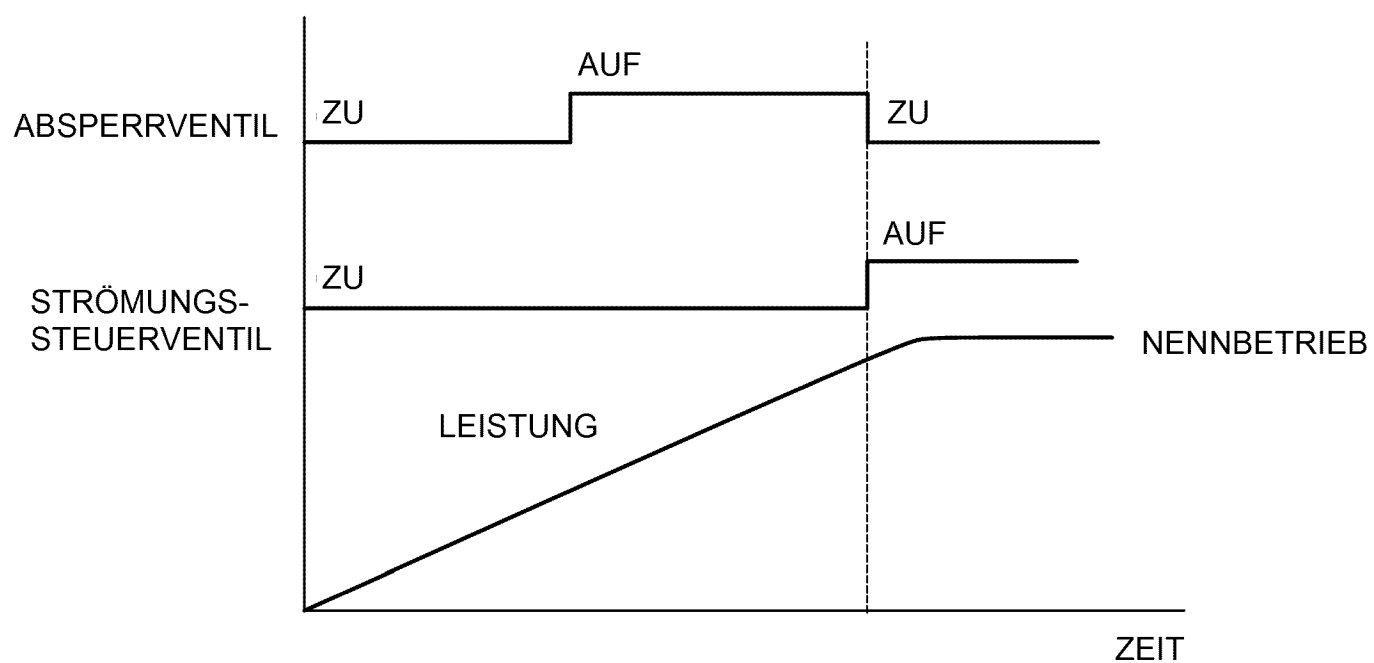 AUF
ABSPERRVENTIL
ZU
ZU
AUF
ZU
STRÖMUNGS-
STEUERVENTIL
NENNBETRIEB
LEISTUNG
ZEIT